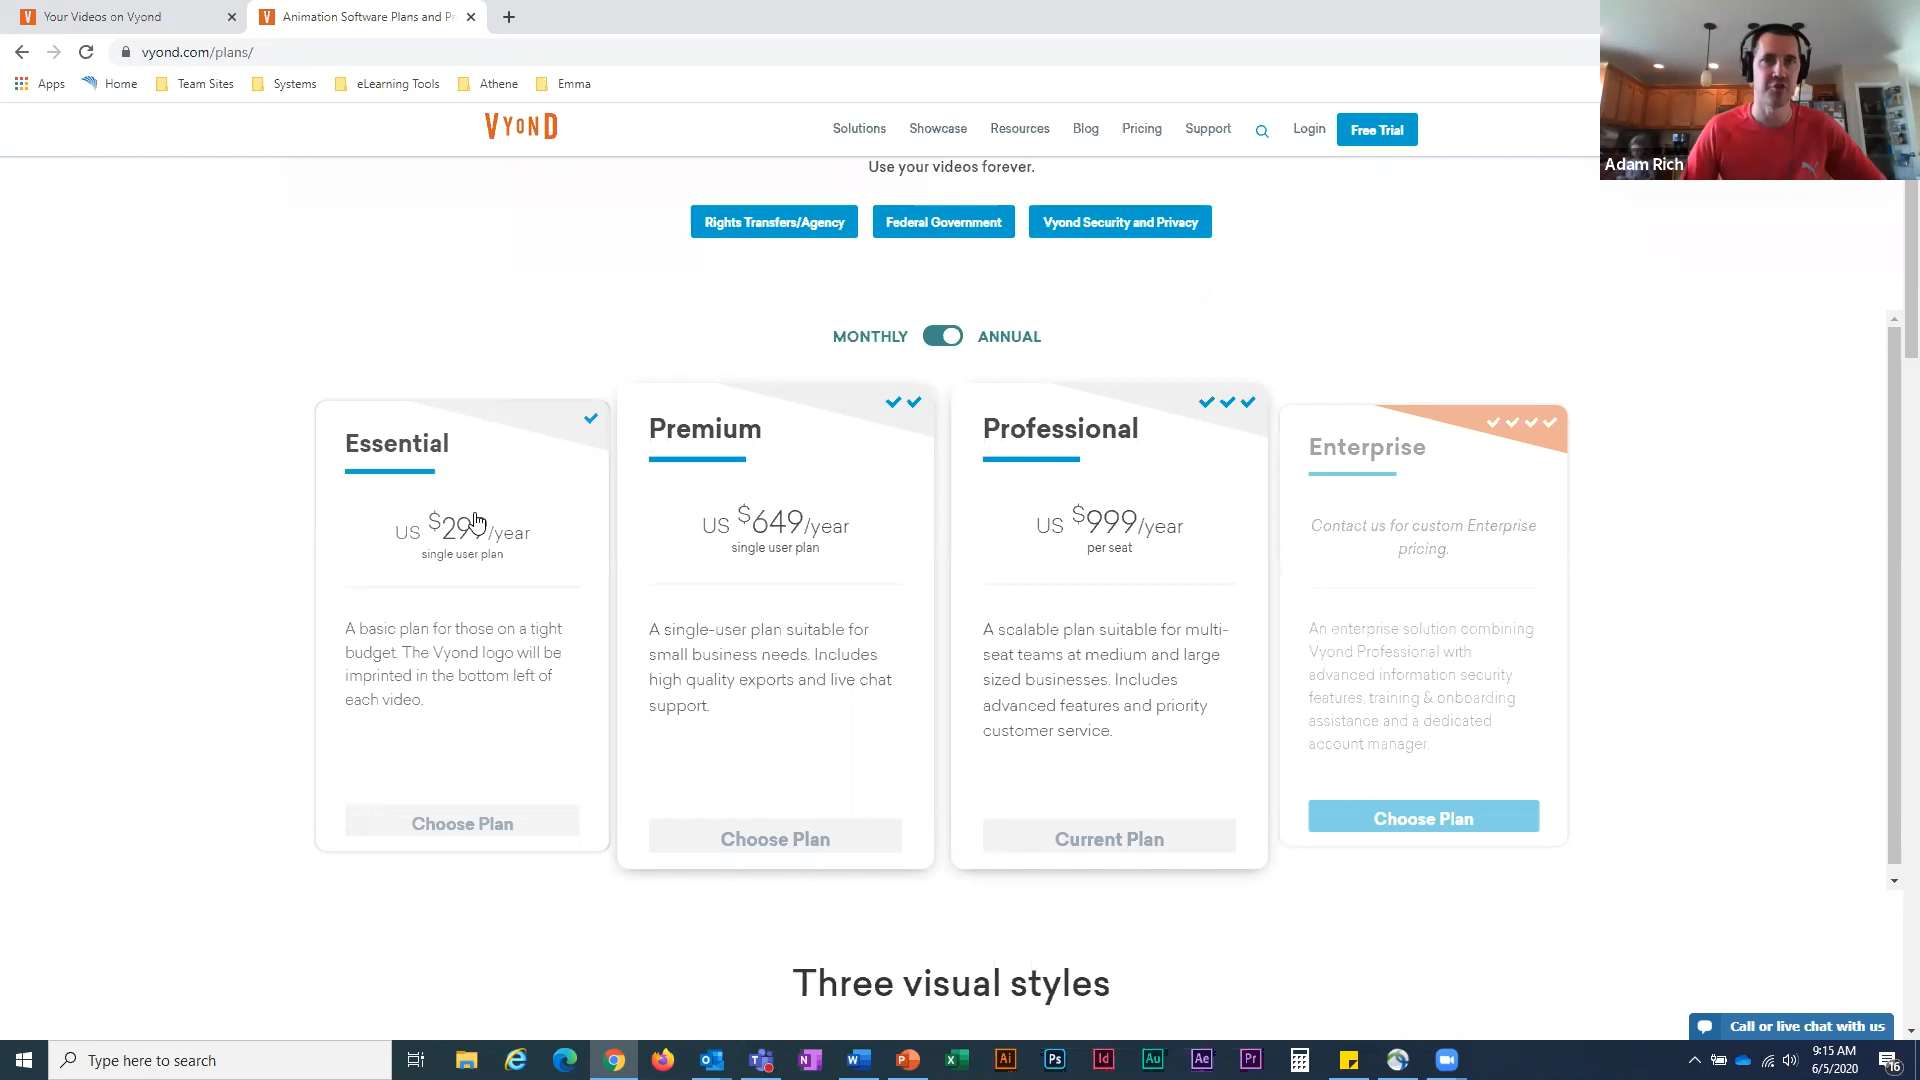 Your Videos on Vyond
Animation Software Plans and Pr
vyond.com/plans/
Apps
Home
Team Sites
Systems
eLearning Tools
Athene
Emma
VYOND
Solutions
Showcase
Resources
Blog
Pricing
Support
Login
Free Trial
Adam Rich
Use your videos forever.
Rights Transfers/Agency
Federal Government
Vyond Security and Privacy
MONTHLY
ANNUAL
Essential
US $299/year
single user plan
A basic plan for those on a tight
budget. The Vyond logo will be
imprinted in the bottom left of
each video.
Choose Plan
Premium
US $649/year
single user plan
A single-user plan suitable for
small business needs. Includes
high quality exports and live chat
support.
Choose Plan
Professional
US $999/year
per seat
A scalable plan suitable for multi-
seat teams at medium and large
sized businesses. Includes
advanced features and priority
customer service.
Current Plan
Enterprise
Contact us for custom Enterprise
pricing.
An enterprise solution combining
Vyond Professional with
advanced information security
features, training & onboarding
assistance and a dedicated
account manager.
Choose Plan
Three visual styles
Call or live chat with us
Type here to search
Ai
Ps
Id
Au
Ae
Pr
9:15 AM
6/5/2020
16